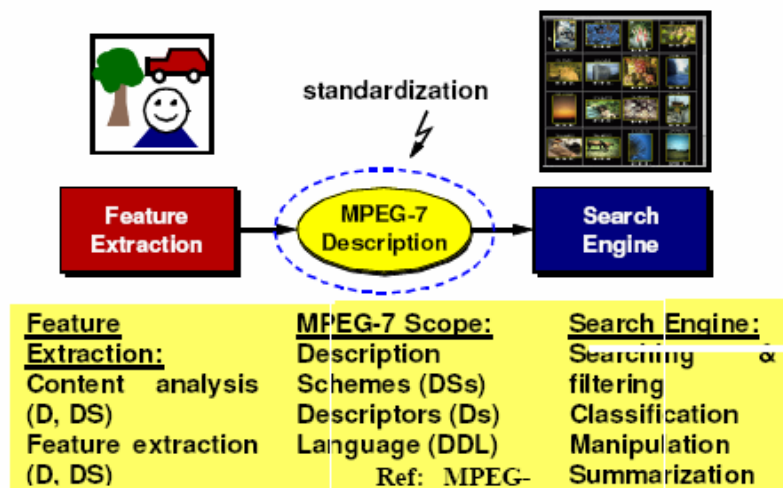 standardization
Feature
Extraction
MPEG-7
Description
Search
Engine
Feature
Extraction:
Content analysis
(D, DS)
Feature extraction
(D, DS)
MPEG-7 Scope:
Description
Schemes (DSs)
Descriptors (Ds)
Language (DDL)
Ref: MPEG-
Search Engine:
Searching &
filtering
Classification
Manipulation
Summarization